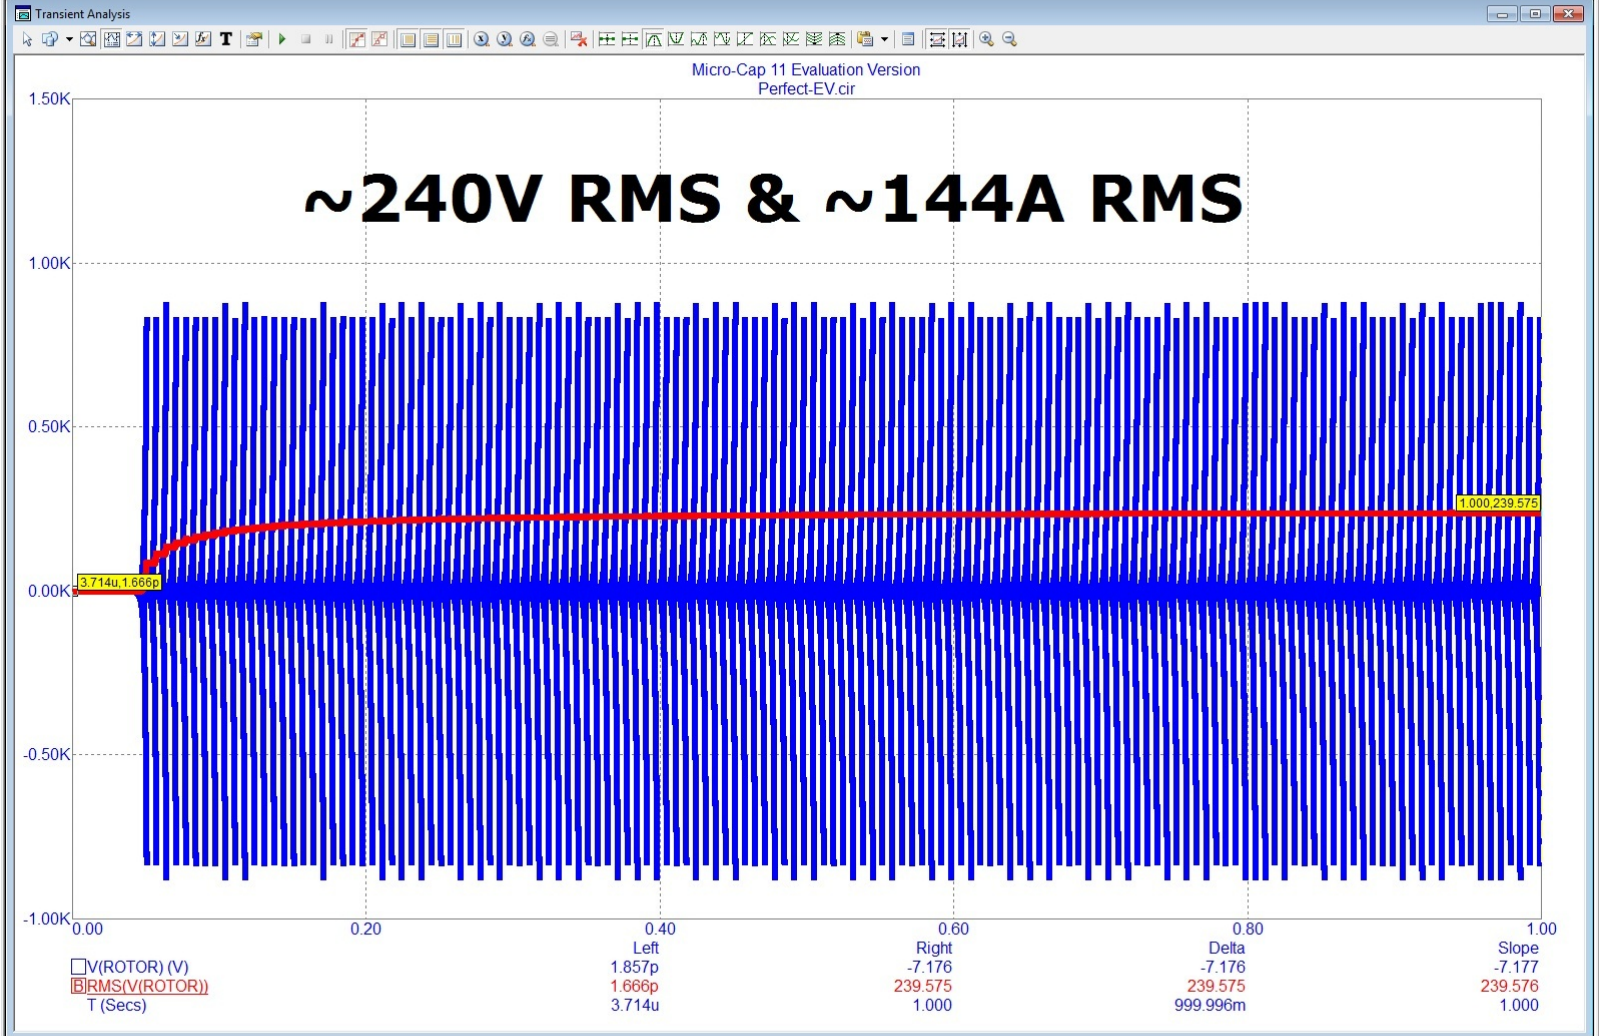 Transient Analysis
T
Micro-Cap 11 Evaluation Version
Perfect-EV.cir
1.50K
~240V RMS & ~144A RMS
1.00K
0.50K
1.000,239.575
3.714u,1.666p
0.00K
-0.50K
-1.00K
0.00 0.20 0.40 0.60 0.80 1.00
Left Right Delta Slope
V(ROTOR) (V) 1.857p -7.176 -7.176 -7.177
B RMS(V(ROTOR)) 1.666p 239.575 239.575 239.576
T (Secs) 3.714u 1.000 999.996m 1.000